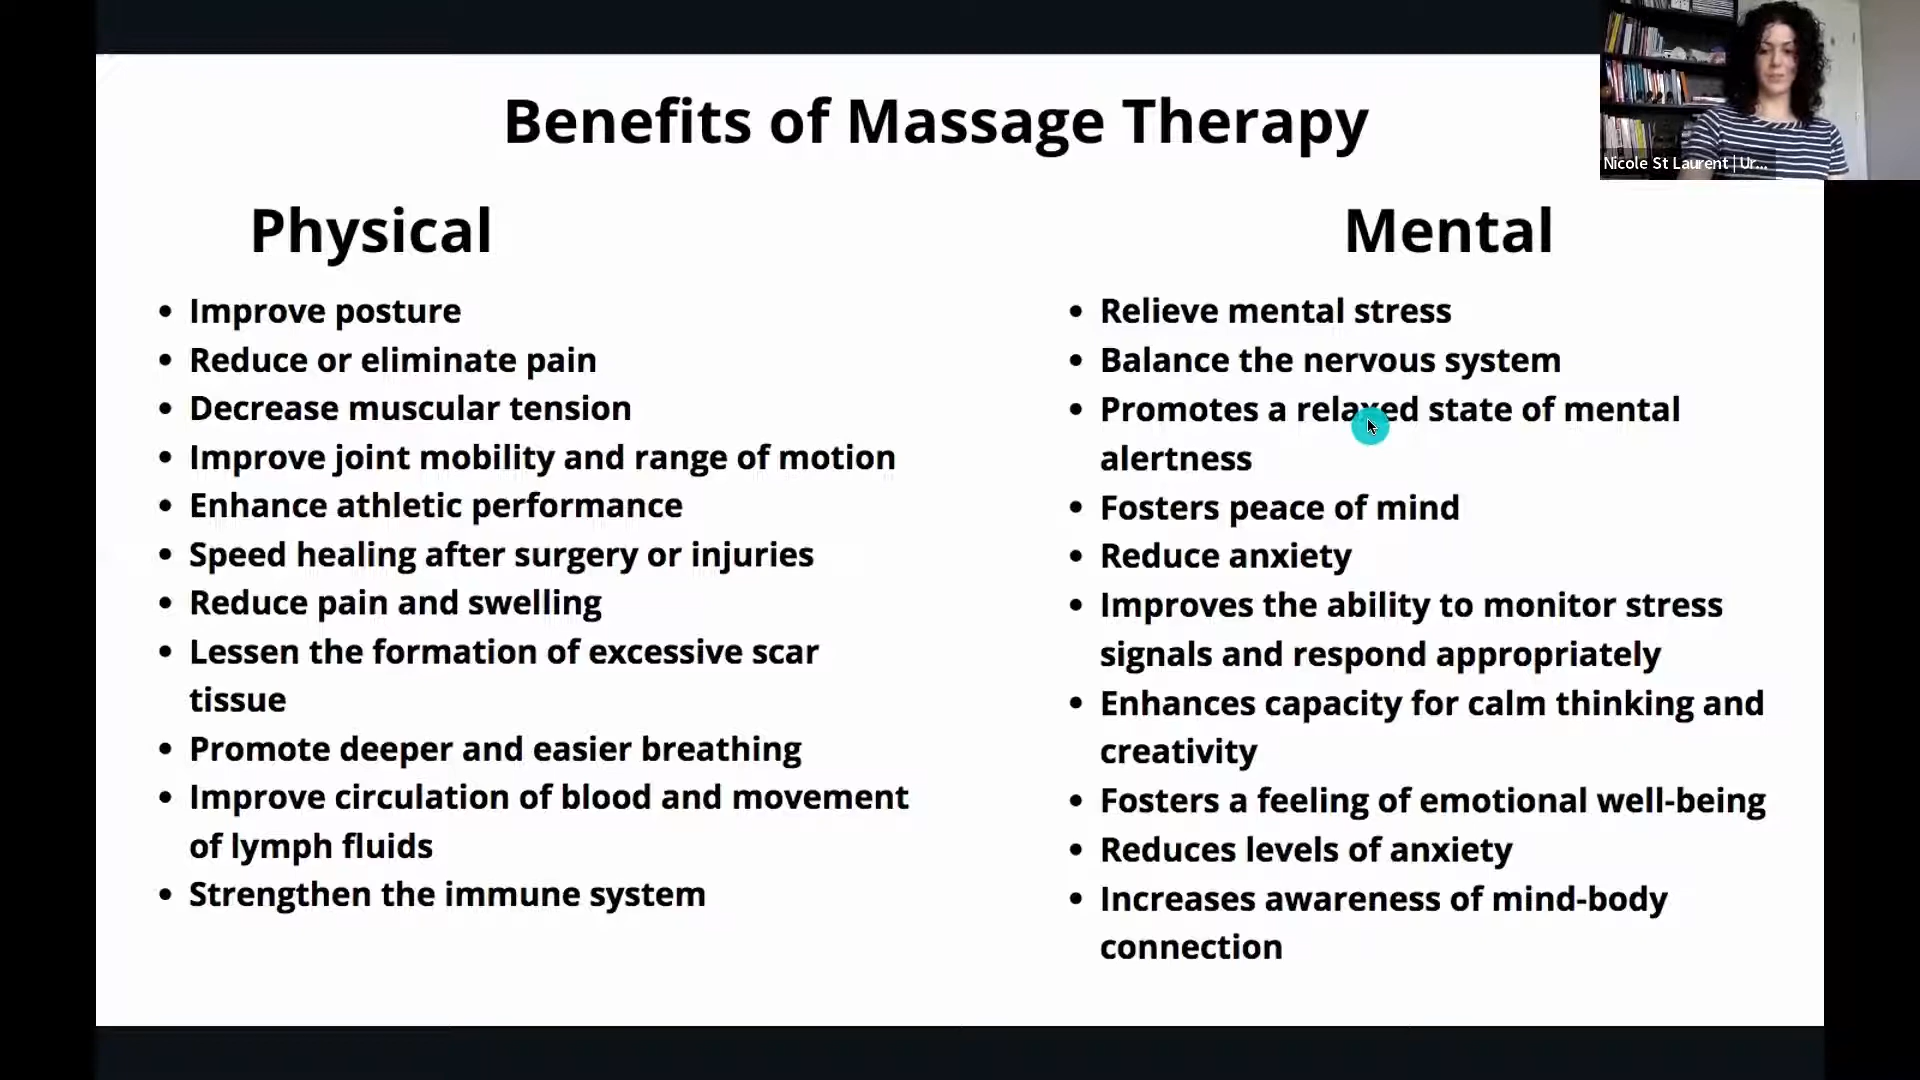 Benefits of Massage Therapy
Nicole St Laurent | Ur...
Physical
• Improve posture
• Reduce or eliminate pain
• Decrease muscular tension
• Improve joint mobility and range of motion
• Enhance athletic performance
• Speed healing after surgery or injuries
• Reduce pain and swelling
• Lessen the formation of excessive scar
tissue
• Promote deeper and easier breathing
• Improve circulation of blood and movement
of lymph fluids
• Strengthen the immune system
Mental
• Relieve mental stress
• Balance the nervous system
• Promotes a relaxed state of mental
alertness
• Fosters peace of mind
• Reduce anxiety
• Improves the ability to monitor stress
signals and respond appropriately
• Enhances capacity for calm thinking and
creativity
• Fosters a feeling of emotional well-being
• Reduces levels of anxiety
• Increases awareness of mind-body
connection